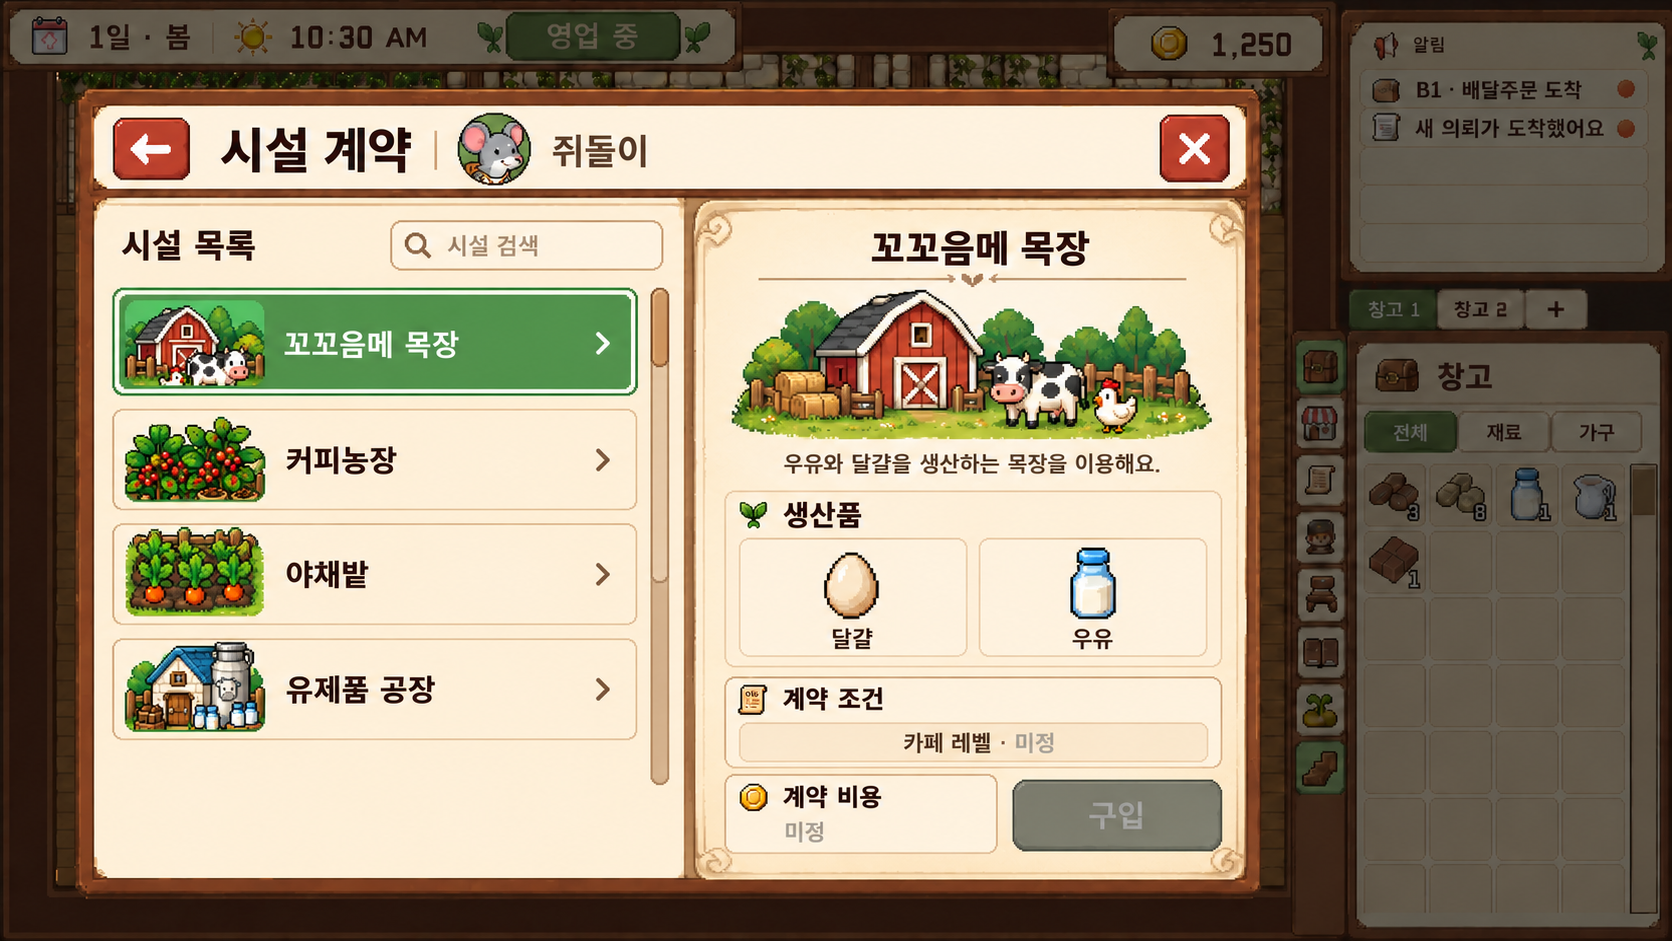 1일 · 봄
10:30 AM
영업 중
1,250
알림
B1 · 배달주문 도착
새 의뢰가 도착했어요
시설 계약
쥐돌이
시설 목록
시설 검색
꼬꼬음메 목장
커피농장
야채밭
유제품 공장
꼬꼬음메 목장
우유와 달걀을 생산하는 목장을 이용해요.
생산품
달걀
우유
계약 조건
카페 레벨 · 미정
계약 비용
미정
구입
창고 1
창고 2
+
창고
전체
재료
가구
3
8
1
1
1